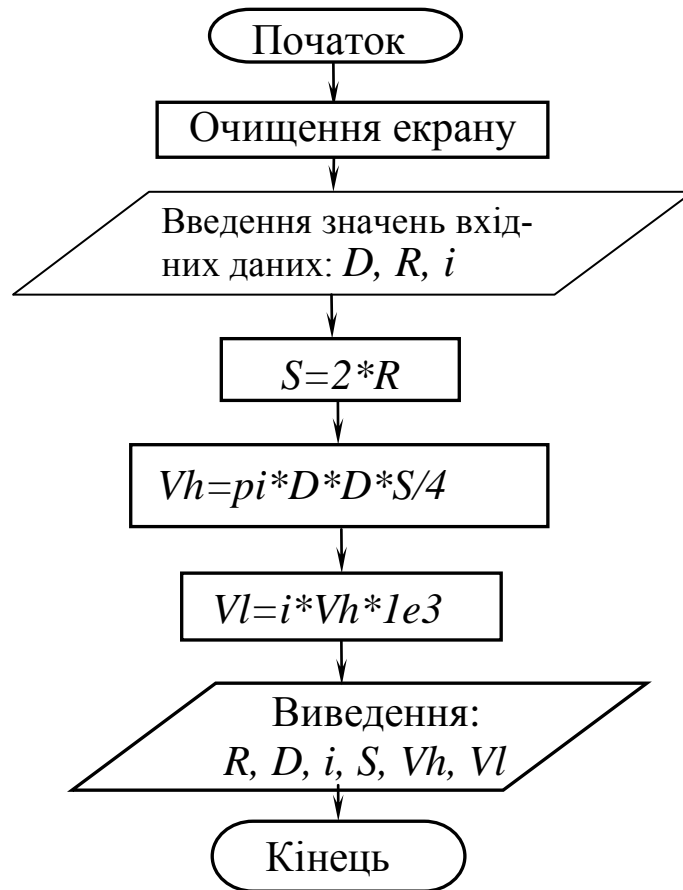 Початок
Очищення екрану
Введення значень вхід-
них даних: D, R, i
S=2*R
Vh=pi*D*D*S/4
Vl=i*Vh*1e3
Виведення:
R, D, i, S, Vh, Vl
Кінець